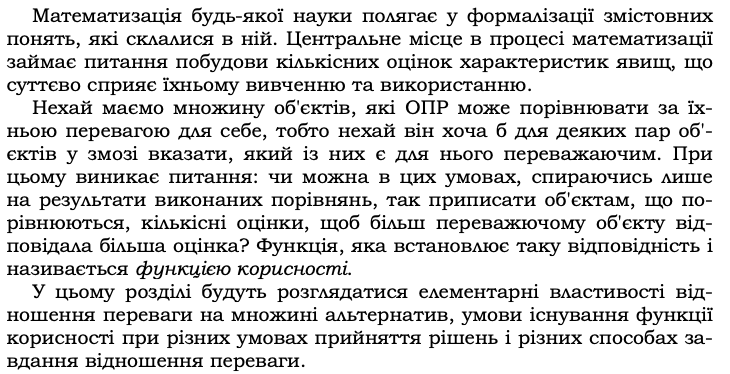 Математизація будь-якої науки полягає у формалізації змістовних
понять, які склалися в ній. Центральне місце в процесі математизації
займає питання побудови кількісних оцінок характеристик явищ, що
суттєво сприяє їхньому вивченню та використанню.
Нехай маємо множину об'єктів, які ОПР може порівнювати за їх-
ньою перевагою для себе, тобто нехай він хоча б для деяких пар об'-
єктів у змозі вказати, який із них є для нього переважаючим. При
цьому виникає питання: чи можна в цих умовах, спираючись лише
на результати виконаних порівнянь, так приписати об'єктам, що по-
рівнюються, кількісні оцінки, щоб більш переважючому об'єкту від-
повідала більша оцінка? Функція, яка встановлює таку відповідність і
називається функцією корисності.
У цьому розділі будуть розглядатися елементарні властивості від-
ношення переваги на множині альтернатив, умови існування функції
корисності при різних умовах прийняття рішень і різних способах за-
вдання відношення переваги.